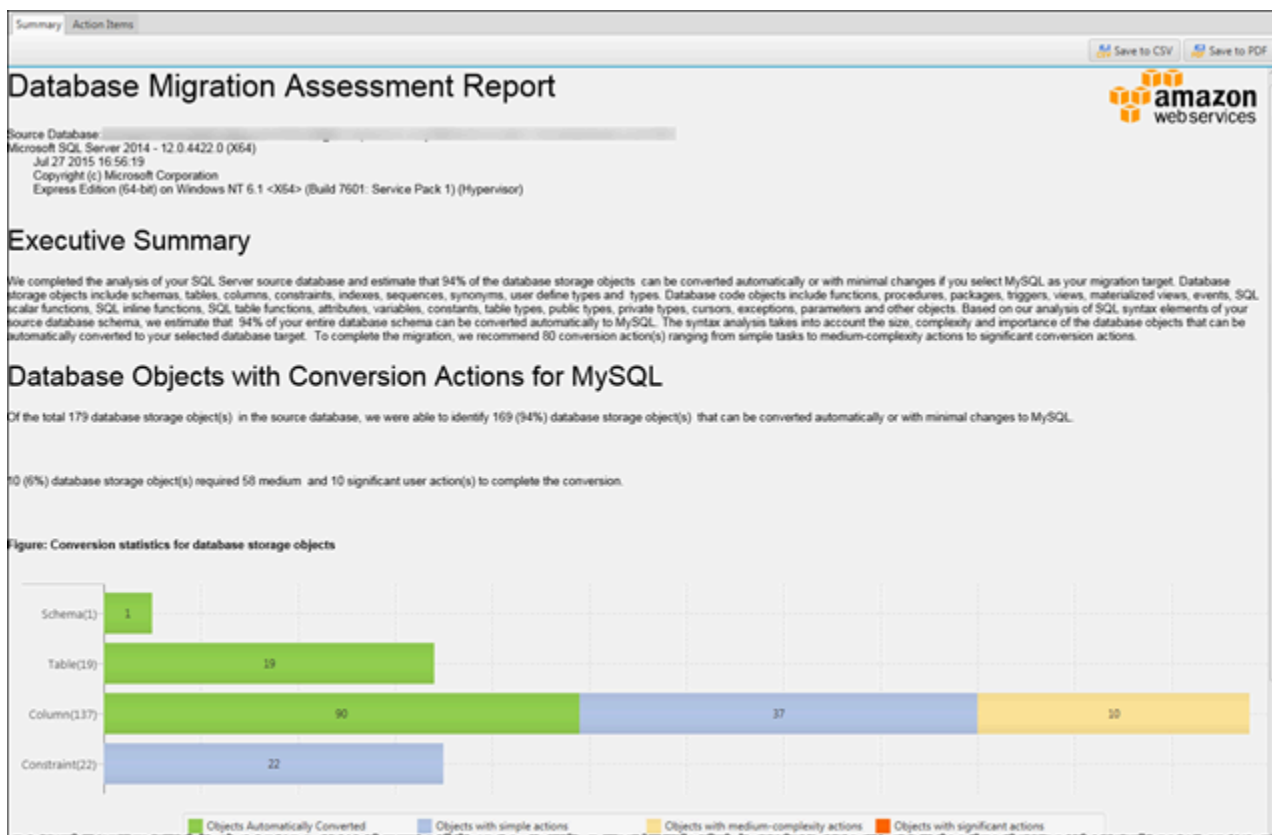 Summary Action Items
Save to CSV Save to PDF
Database Migration Assessment Report
amazon
webservices
Source Database:
Microsoft SQL Server 2014 - 12.0.4422.0 (X64)
Jul 27 2015 16:56:19
Copyright (c) Microsoft Corporation
Express Edition (64-bit) on Windows NT 6.1 <X64> (Build 7601: Service Pack 1) (Hypervisor)
Executive Summary
We completed the analysis of your SQL Server source database and estimate that 94% of the database storage objects can be converted automatically or with minimal changes if you select MySQL as your migration target. Database
storage objects include schemas, tables, columns, constraints, indexes, sequences, synonyms, user define types and types. Database code objects include functions, procedures, packages, triggers, views, materialized views, events, SQL
scalar functions, SQL inline functions, SQL table functions, attributes, variables, constants, table types, public types, private types, cursors, exceptions, parameters and other objects. Based on our analysis of SQL syntax elements of your
source database schema, we estimate that 94% of your entire database schema can be converted automatically to MySQL. The syntax analysis takes into account the size, complexity and importance of the database objects that can be
automatically converted to your selected database target. To complete the migration, we recommend 80 conversion action(s) ranging from simple tasks to medium-complexity actions to significant conversion actions.
Database Objects with Conversion Actions for MySQL
Of the total 179 database storage object(s) in the source database, we were able to identify 169 (94%) database storage object(s) that can be converted automatically or with minimal changes to MySQL.
10 (6%) database storage object(s) required 58 medium and 10 significant user action(s) to complete the conversion.
Figure: Conversion statistics for database storage objects
Schema(1) 1
Table(19) 19
Column(137) 90 37 10
Constraint(22) 22
Objects Automatically Converted Objects with simple actions Objects with medium-complexity actions Objects with significant actions